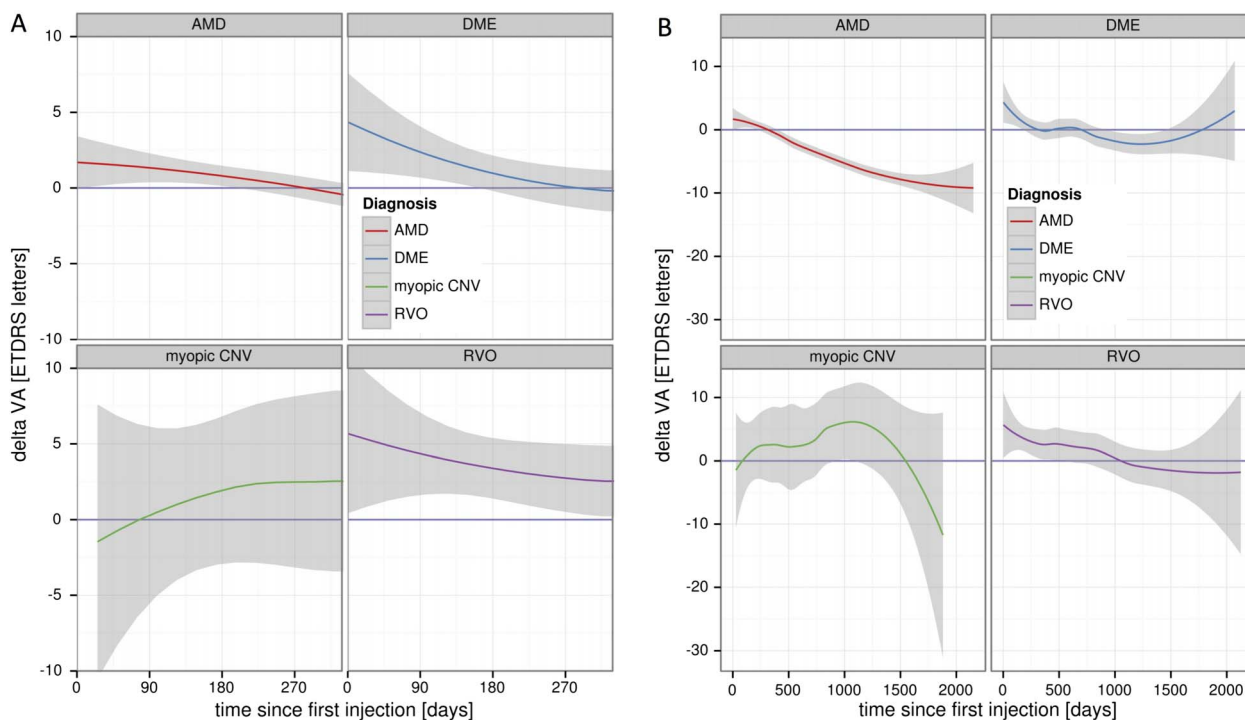 A
AMD
DME
10
5
0
-5
-10
Diagnosis
AMD
DME
myopic CNV
RVO
myopic CNV
RVO
10
5
0
-5
-10
0 90 180 270 0 90 180 270
delta VA [ETDRS letters]
time since first injection [days]
B
AMD
DME
10
0
-10
-20
-30
Diagnosis
AMD
DME
myopic CNV
RVO
myopic CNV
RVO
10
0
-10
-20
-30
0 500 1000 1500 2000 0 500 1000 1500 2000
delta VA [ETDRS letters]
time since first injection [days]